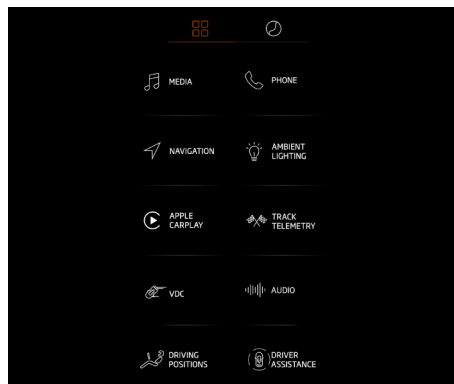 MEDIA
PHONE
NAVIGATION
AMBIENT
LIGHTING
APPLE
CARPLAY
TRACK
TELEMETRY
VDC
AUDIO
DRIVING
POSITIONS
DRIVER
ASSISTANCE